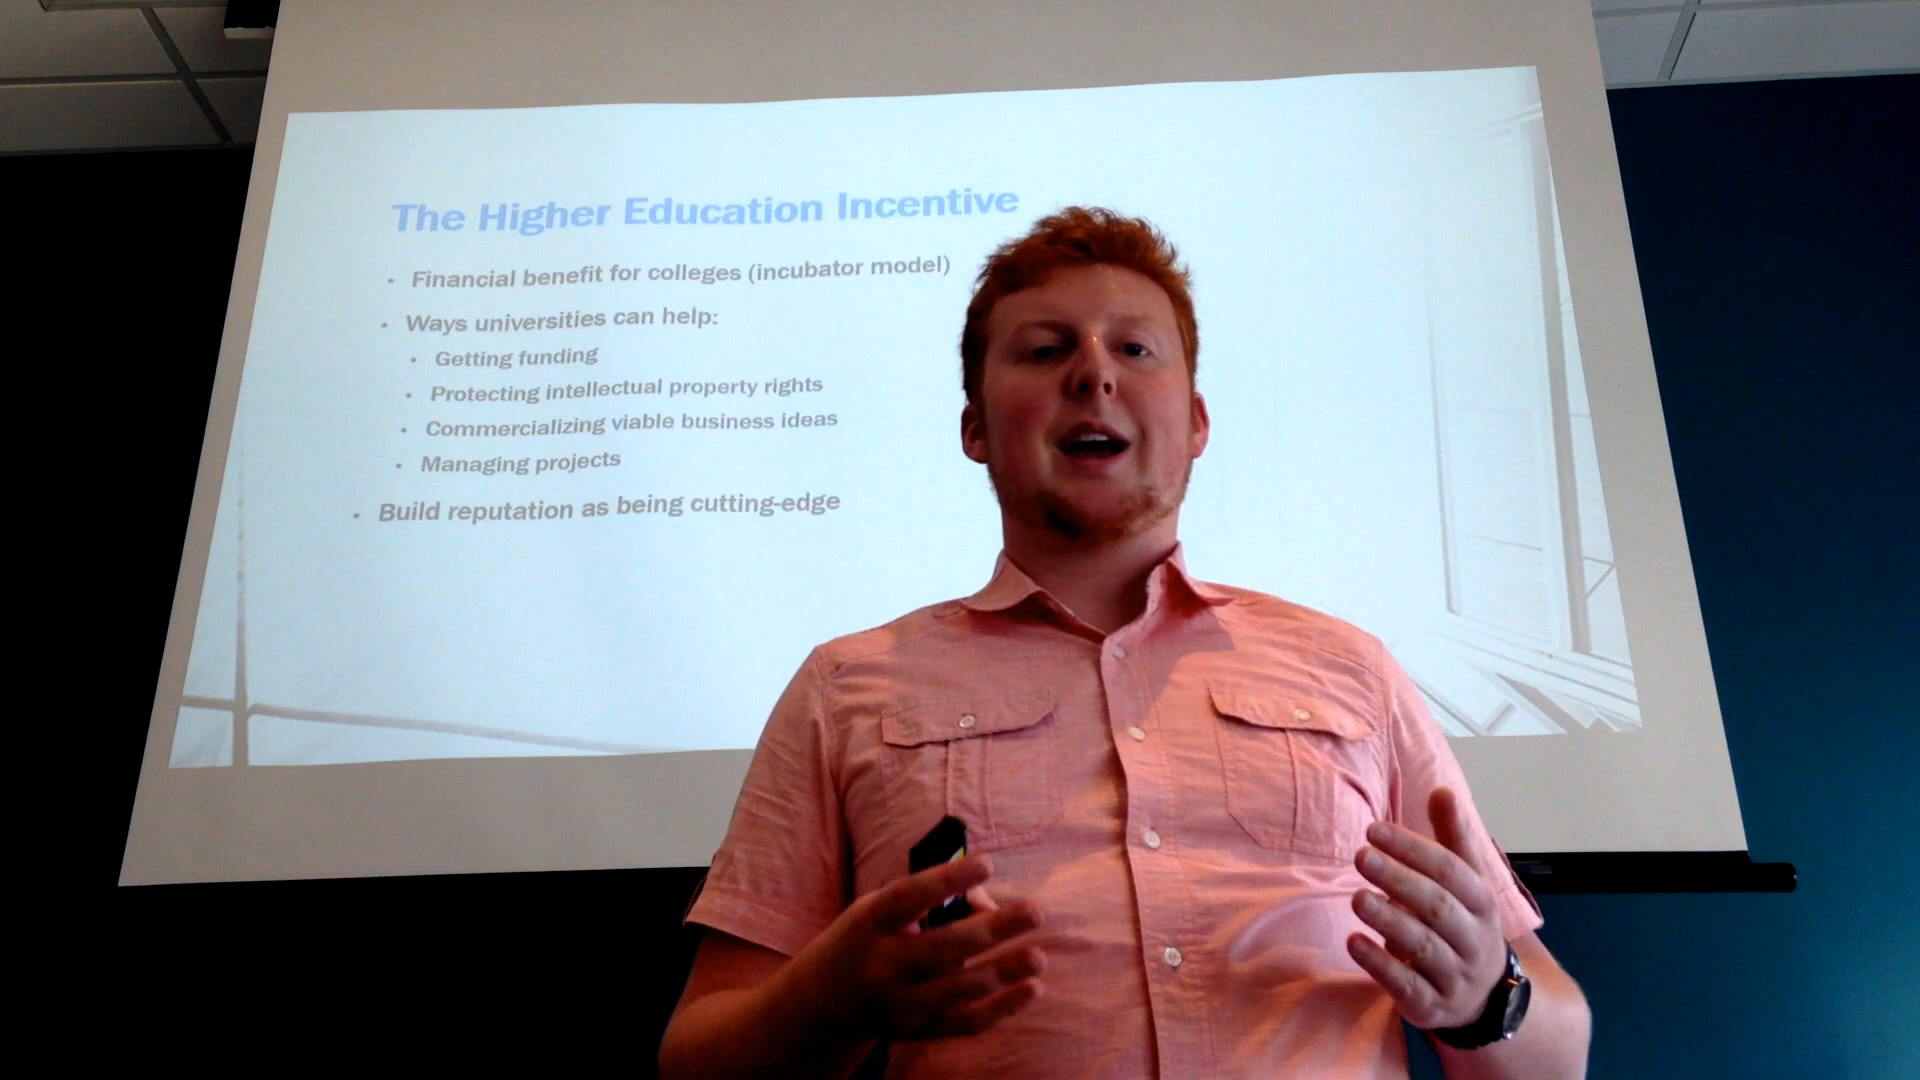 The Higher Education Incentive
• Financial benefit for colleges (incubator model)
• Ways universities can help:
• Getting funding
• Protecting intellectual property rights
• Commercializing viable business ideas
• Managing projects
• Build reputation as being cutting-edge